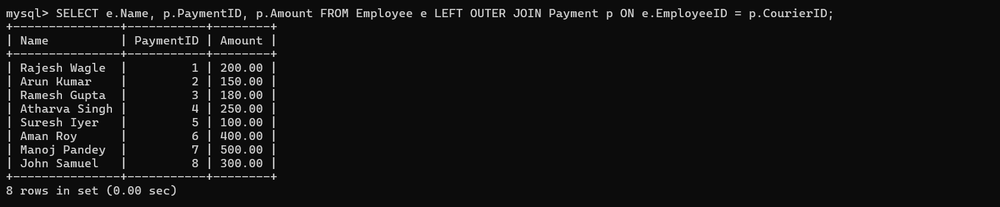 mysql> SELECT e.Name, p.PaymentID, p.Amount FROM Employee e LEFT OUTER JOIN Payment p ON e.EmployeeID = p.CourierID;
+---------------+-----------+--------+
| Name          | PaymentID | Amount |
+---------------+-----------+--------+
| Rajesh Wagle  |         1 | 200.00 |
| Arun Kumar    |         2 | 150.00 |
| Ramesh Gupta  |         3 | 180.00 |
| Atharva Singh |         4 | 250.00 |
| Suresh Iyer   |         5 | 100.00 |
| Aman Roy      |         6 | 400.00 |
| Manoj Pandey  |         7 | 500.00 |
| John Samuel   |         8 | 300.00 |
+---------------+-----------+--------+
8 rows in set (0.00 sec)